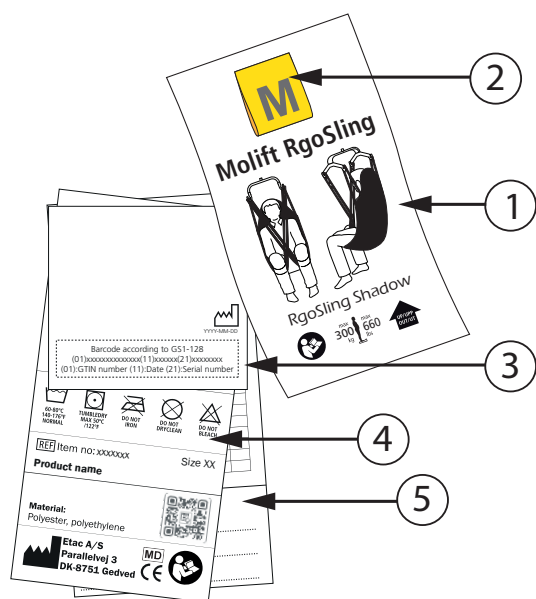 M
Molift RgoSling
RgoSling Shadow
max
300
kg
max
660
lbs
UP/UPP
OUT/UT
1
2
3
4
5
YYYY-MM-DD
Barcode according to GS1-128
(01)xxxxxxxxxxxxxx(11)xxxxxx(21)xxxxxxx
(01):GTIN number (11):Date (21):Serial number
60-80°C
140-176°F
NORMAL
TUMBLEDRY
MAX 50°C
/122°F
DO NOT
IRON
DO NOT
DRYCLEAN
DO NOT
BLEACH
REF Item no: xxxxxxx
Size XX
Product name
Material:
Polyester, polyethylene
Etac A/S
Parallelvej 3
DK-8751 Gedved
MD
CE